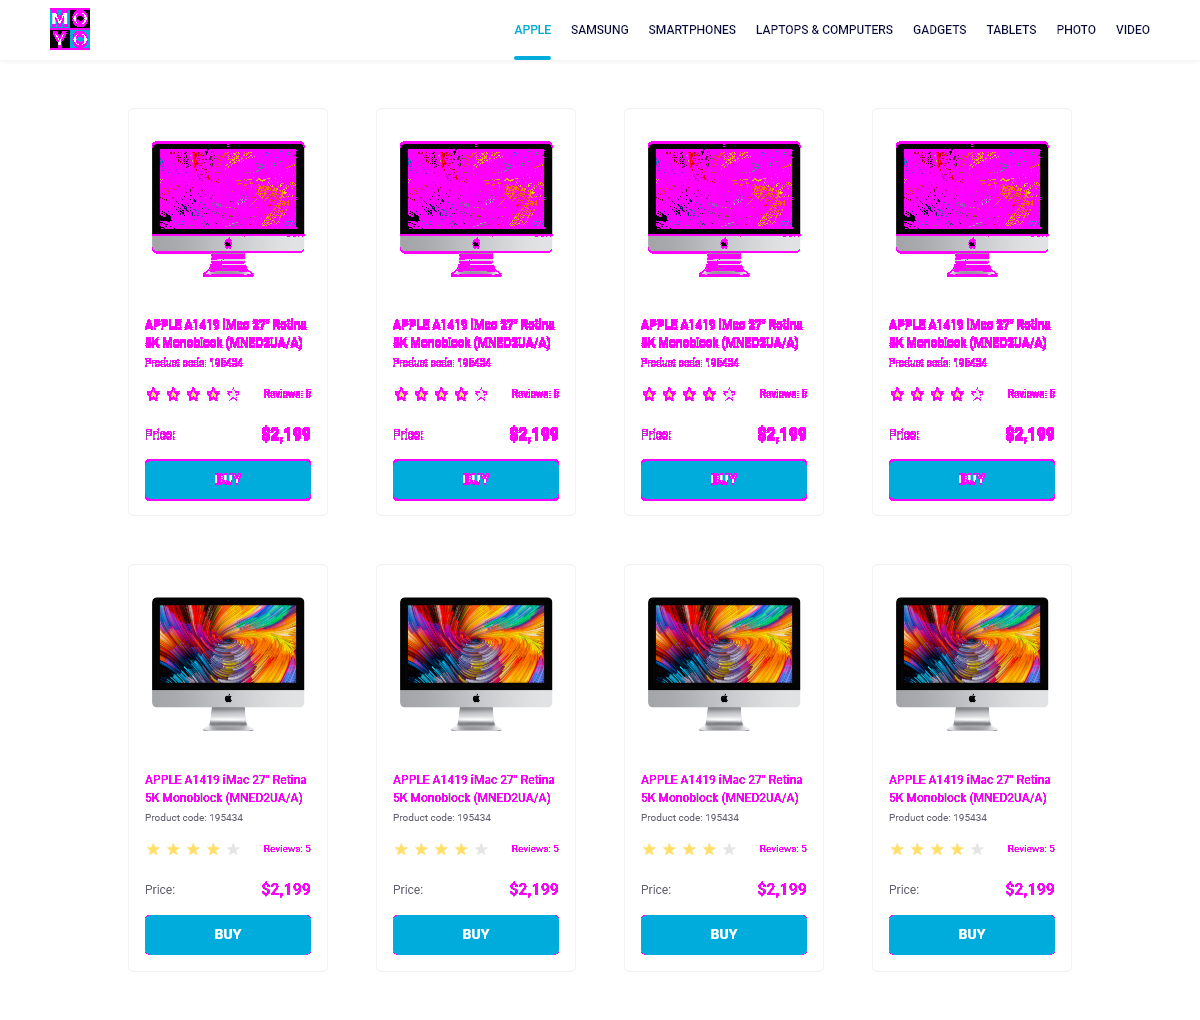 MO
YO
APPLE SAMSUNG SMARTPHONES LAPTOPS & COMPUTERS GADGETS TABLETS PHOTO VIDEO
APPLE A1419 iMac 27" Retina APPLE A1419 iMac 27" Retina APPLE A1419 iMac 27" Retina APPLE A1419 iMac 27" Retina
5K Monoblock (MNED2UA/A) 5K Monoblock (MNED2UA/A) 5K Monoblock (MNED2UA/A) 5K Monoblock (MNED2UA/A)
Product code: 195434 Product code: 195434 Product code: 195434 Product code: 195434
Reviews: 5 Reviews: 5 Reviews: 5 Reviews: 5
Price: $2,199 Price: $2,199 Price: $2,199 Price: $2,199
BUY BUY BUY BUY
APPLE A1419 iMac 27" Retina APPLE A1419 iMac 27" Retina APPLE A1419 iMac 27" Retina APPLE A1419 iMac 27" Retina
5K Monoblock (MNED2UA/A) 5K Monoblock (MNED2UA/A) 5K Monoblock (MNED2UA/A) 5K Monoblock (MNED2UA/A)
Product code: 195434 Product code: 195434 Product code: 195434 Product code: 195434
Reviews: 5 Reviews: 5 Reviews: 5 Reviews: 5
Price: $2,199 Price: $2,199 Price: $2,199 Price: $2,199
BUY BUY BUY BUY